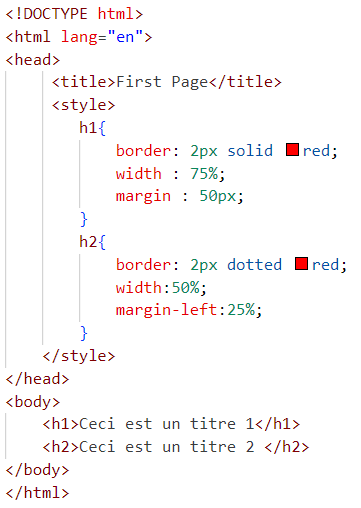 <!DOCTYPE html>
<html lang="en">
<head>
<title>First Page</title>
<style>
h1{
border: 2px solid red;
width : 75%;
margin : 50px;
}
h2{
border: 2px dotted red;
width:50%;
margin-left:25%;
}
</style>
</head>
<body>
<h1>Ceci est un titre 1</h1>
<h2>Ceci est un titre 2 </h2>
</body>
</html>